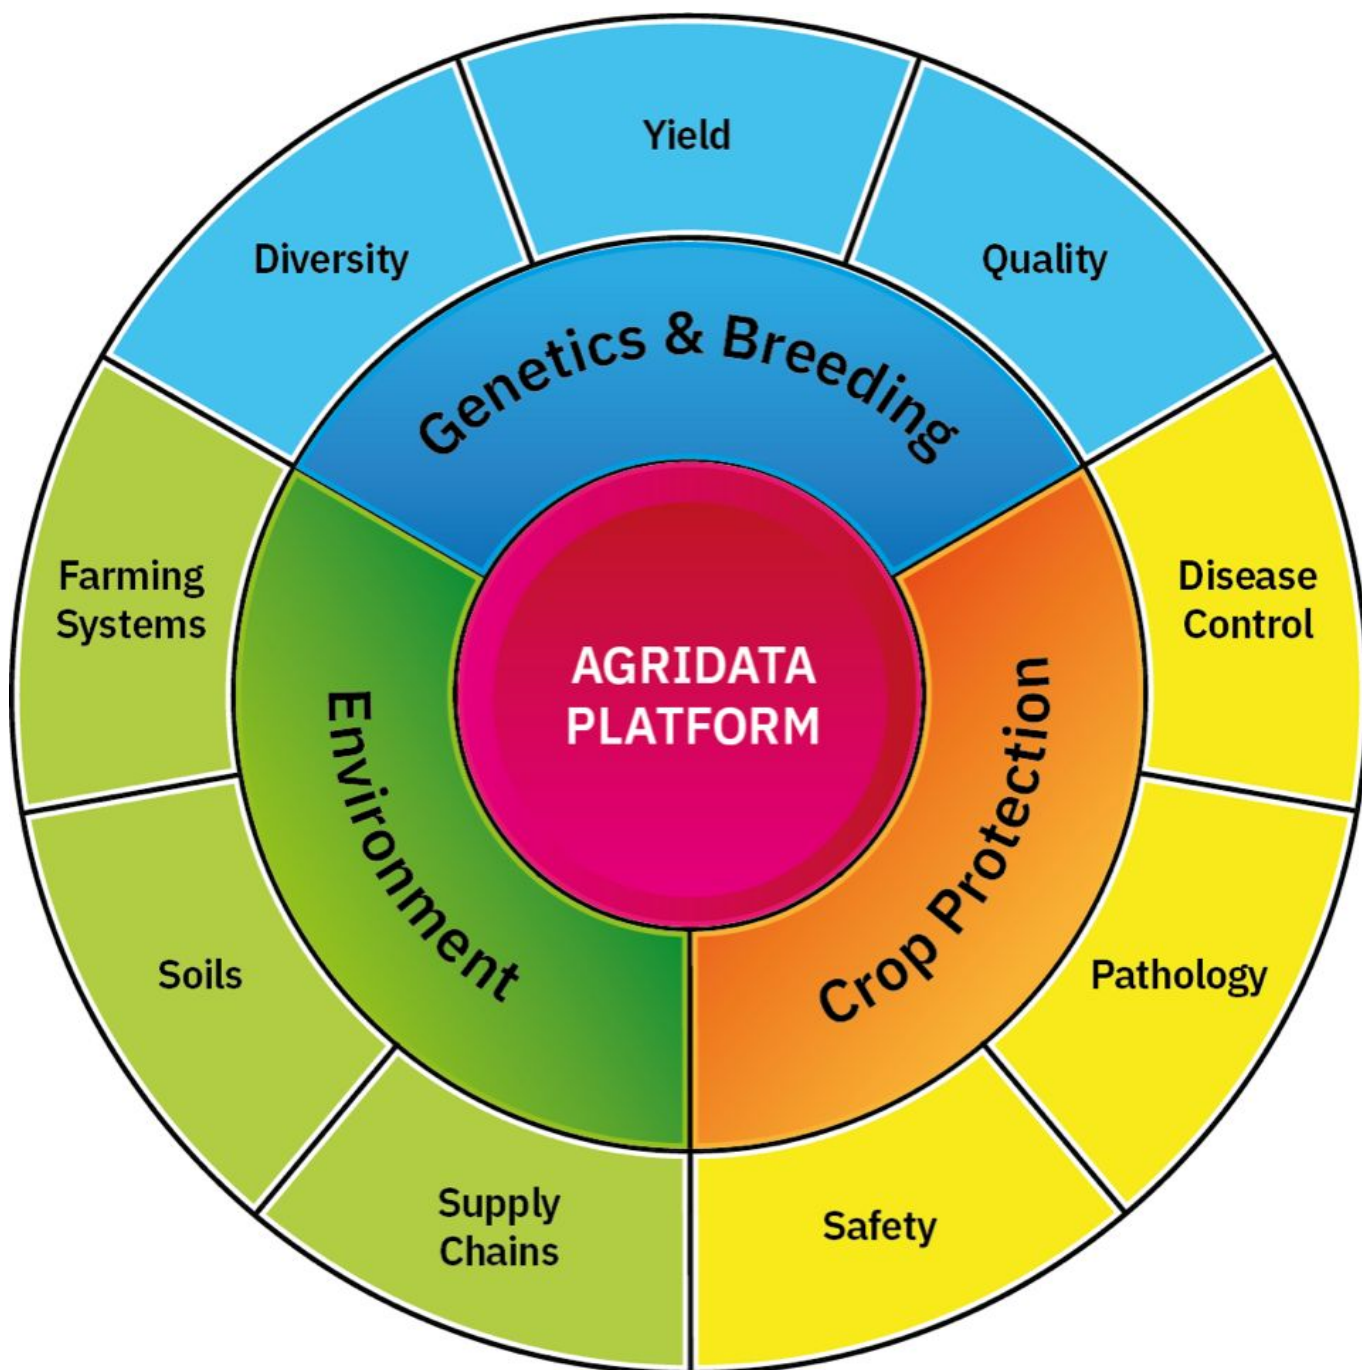 Yield
Diversity
Quality
Genetics & Breeding
Farming
Systems
Disease
Control
AGRIDATA
PLATFORM
Environment
Crop Protection
Soils
Pathology
Supply
Chains
Safety